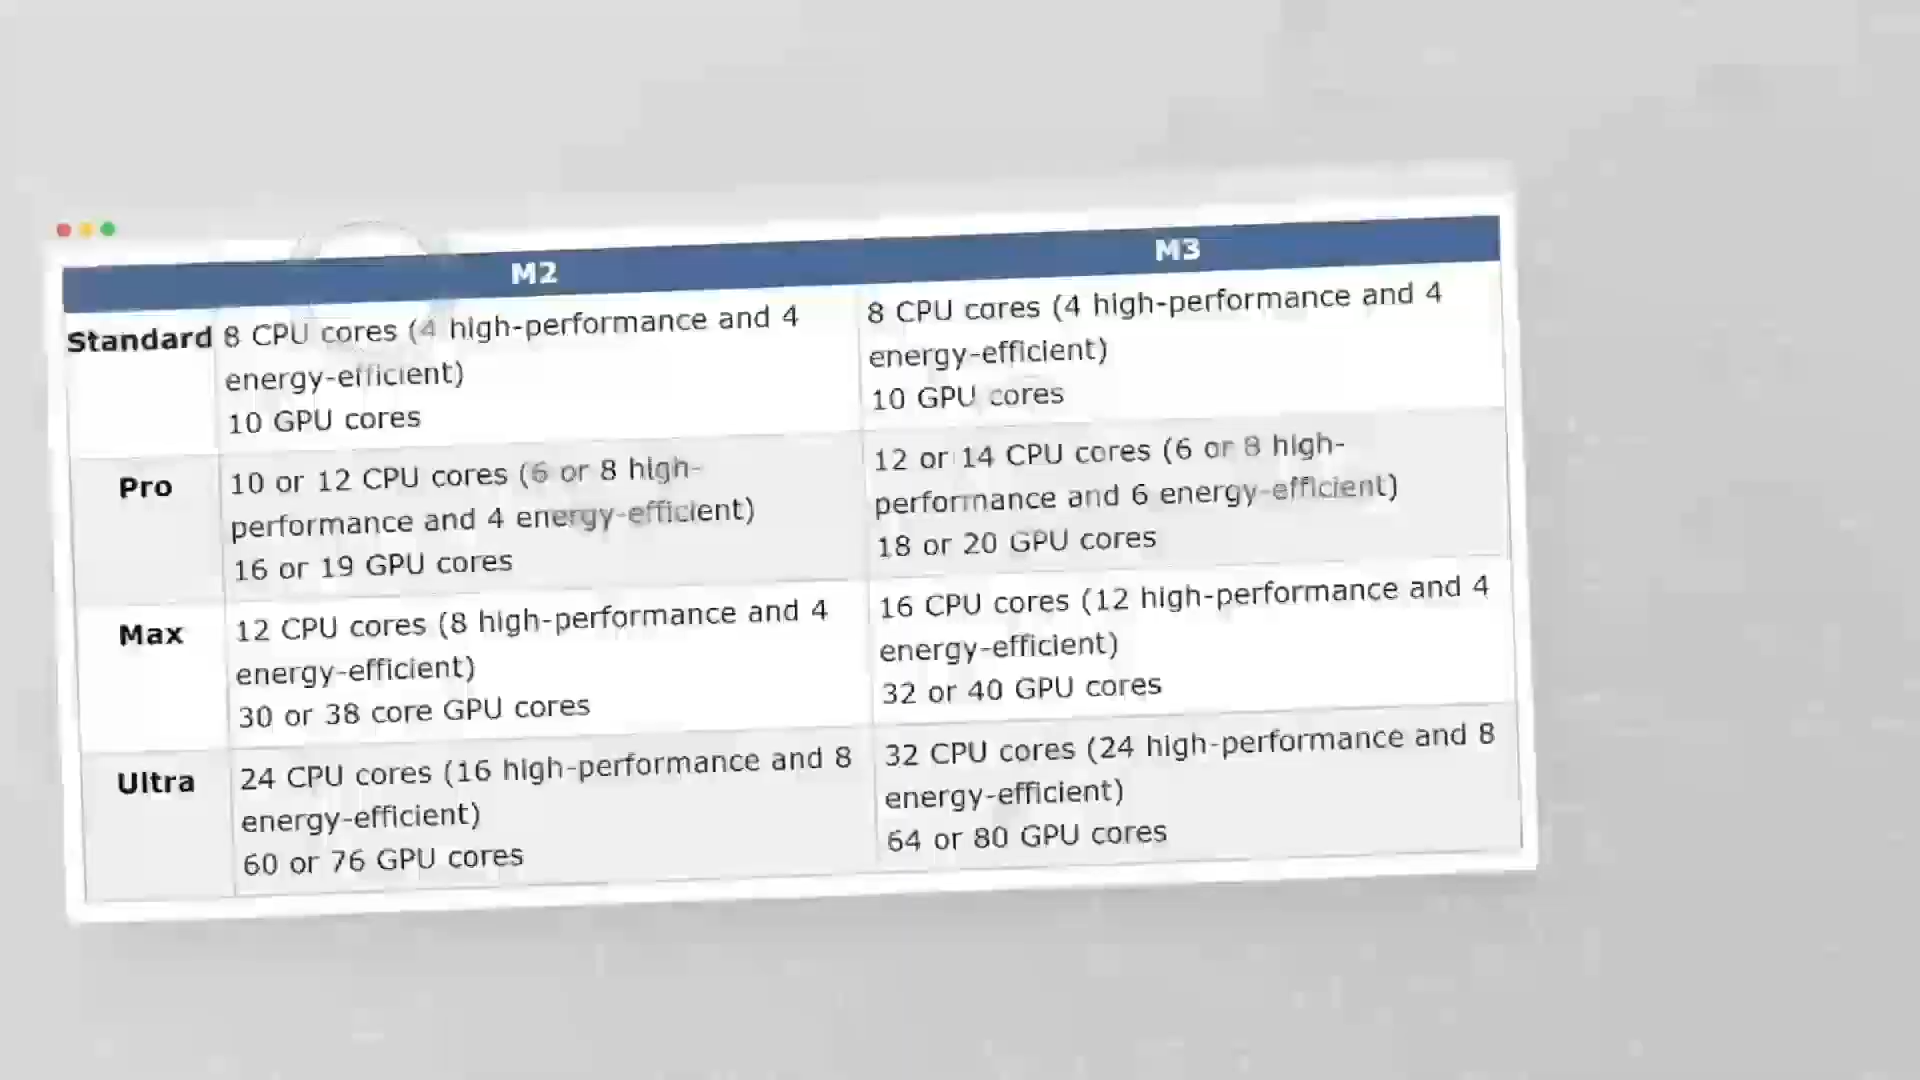 M2
M3
Standard
8 CPU cores (4 high-performance and 4
energy-efficient)
10 GPU cores
8 CPU cores (4 high-performance and 4
energy-efficient)
10 GPU cores
Pro
10 or 12 CPU cores (6 or 8 high-
performance and 4 energy-efficient)
16 or 19 GPU cores
12 or 14 CPU cores (6 or 8 high-
performance and 6 energy-efficient)
18 or 20 GPU cores
Max
12 CPU cores (8 high-performance and 4
energy-efficient)
30 or 38 core GPU cores
16 CPU cores (12 high-performance and 4
energy-efficient)
32 or 40 GPU cores
Ultra
24 CPU cores (16 high-performance and 8
energy-efficient)
60 or 76 GPU cores
32 CPU cores (24 high-performance and 8
energy-efficient)
64 or 80 GPU cores